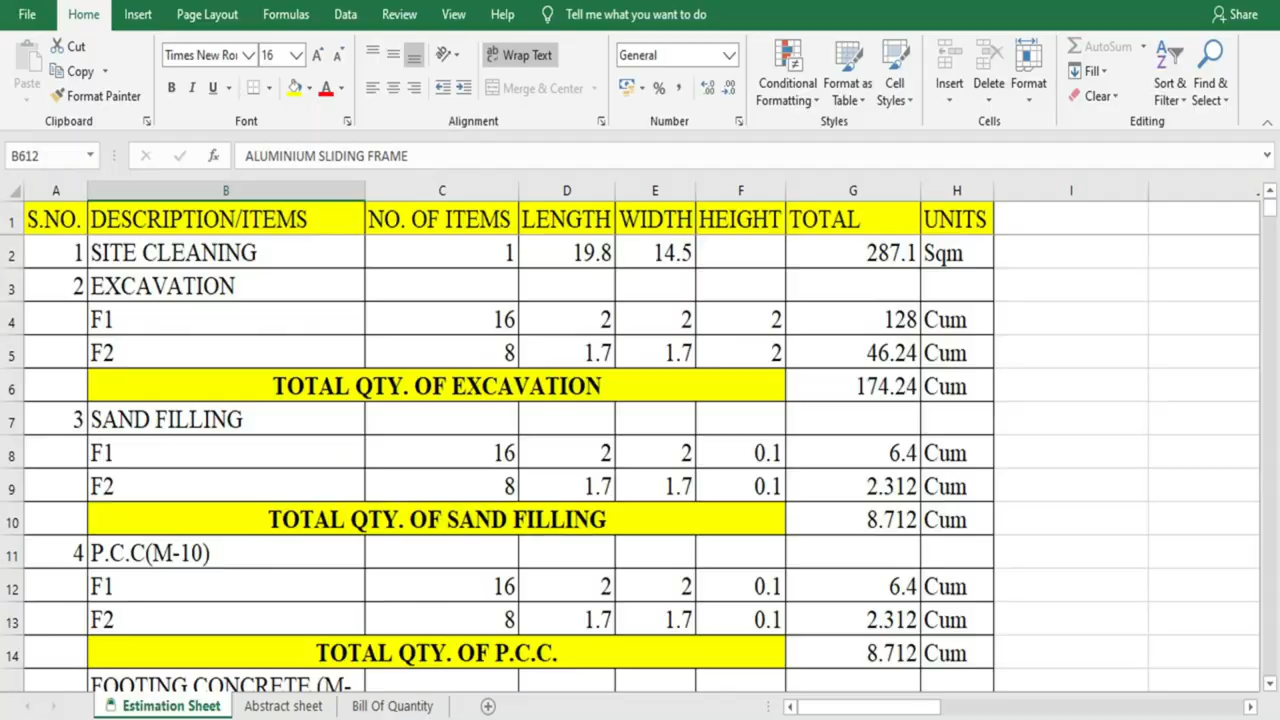 File Home Insert Page Layout Formulas Data Review View Help Tell me what you want to do Share
Paste Cut Copy Format Painter
Clipboard
Times New Ro 16 A A
B I U A
Font
Wrap Text
Merge & Center
Alignment
General
% ,
Number
Conditional Formatting Format as Table Cell Styles
Styles
Insert Delete Format
Cells
AutoSum Fill Clear
Sort & Filter Find & Select
Editing
B612 fx ALUMINIUM SLIDING FRAME
A B C D E F G H I
1 S.NO. DESCRIPTION/ITEMS NO. OF ITEMS LENGTH WIDTH HEIGHT TOTAL UNITS
2 1 SITE CLEANING 1 19.8 14.5 287.1 Sqm
3 2 EXCAVATION
4 F1 16 2 2 2 128 Cum
5 F2 8 1.7 1.7 2 46.24 Cum
6 TOTAL QTY. OF EXCAVATION 174.24 Cum
7 3 SAND FILLING
8 F1 16 2 2 0.1 6.4 Cum
9 F2 8 1.7 1.7 0.1 2.312 Cum
10 TOTAL QTY. OF SAND FILLING 8.712 Cum
11 4 P.C.C(M-10)
12 F1 16 2 2 0.1 6.4 Cum
13 F2 8 1.7 1.7 0.1 2.312 Cum
14 TOTAL QTY. OF P.C.C. 8.712 Cum
FOOTING CONCRETE (M-
Estimation Sheet Abstract sheet Bill Of Quantity